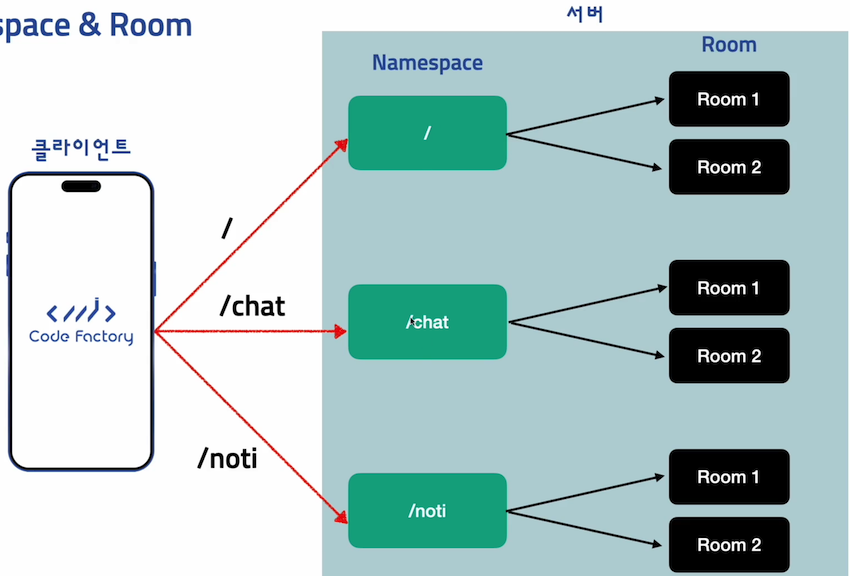 space & Room
서버
Namespace
Room
클라이언트
/
/chat
/noti
Code Factory
/
Room 1
Room 2
/chat
Room 1
Room 2
/noti
Room 1
Room 2